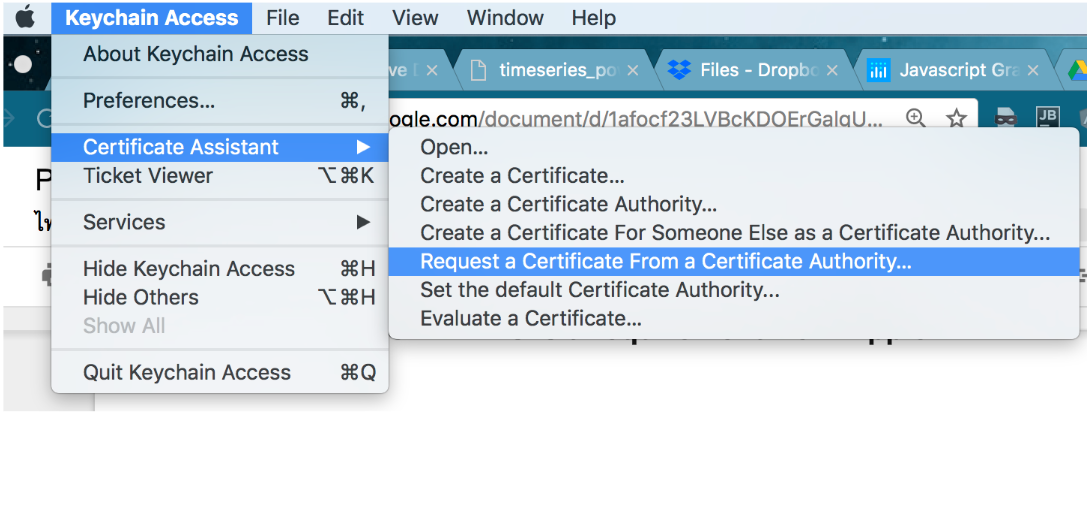 Keychain Access File Edit View Window Help
About Keychain Access
timeseries_po
Files - Dropbo
Javascript Gra
Preferences... ⌘,
ogle.com/document/d/1afocf23LVBcKDOErGalgU...
JB
Certificate Assistant ▶
Open...
Ticket Viewer ⌥⌘K
Create a Certificate...
Create a Certificate Authority...
Services ▶
Create a Certificate For Someone Else as a Certificate Authority...
Hide Keychain Access ⌘H
Request a Certificate From a Certificate Authority...
Hide Others ⌥⌘H
Set the default Certificate Authority...
Show All
Evaluate a Certificate...
Quit Keychain Access ⌘Q